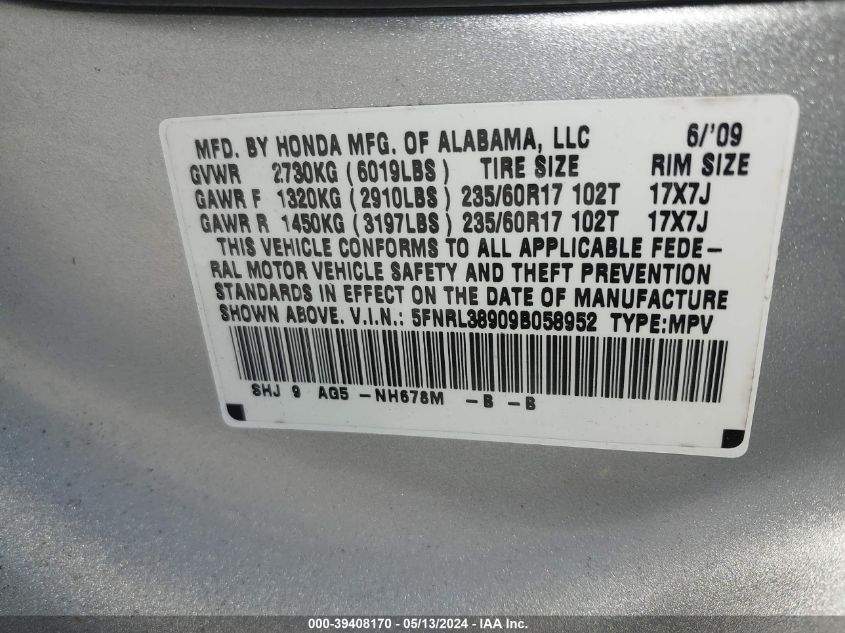 MFD. BY HONDA MFG. OF ALABAMA, LLC 6/'09
GVWR 2730KG (6019LBS) TIRE SIZE RIM SIZE
GAWR F 1320KG (2910LBS) 235/60R17 102T 17X7J
GAWR R 1450KG (3197LBS) 235/60R17 102T 17X7J
THIS VEHICLE CONFORMS TO ALL APPLICABLE FEDE-
RAL MOTOR VEHICLE SAFETY AND THEFT PREVENTION
STANDARDS IN EFFECT ON THE DATE OF MANUFACTURE
SHOWN ABOVE. V.I.N.: 5FNRL38909B058952 TYPE:MPV
SHJ 9 AG5 -NH678M -B -B
000-39408170 - 05/13/2024 - IAA Inc.